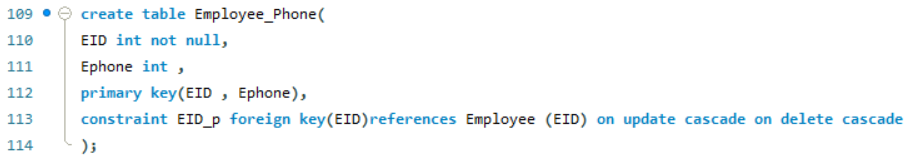 109 create table Employee_Phone(
110 EID int not null,
111 Ephone int ,
112 primary key(EID , Ephone),
113 constraint EID_p foreign key(EID)references Employee (EID) on update cascade on delete cascade
114 );